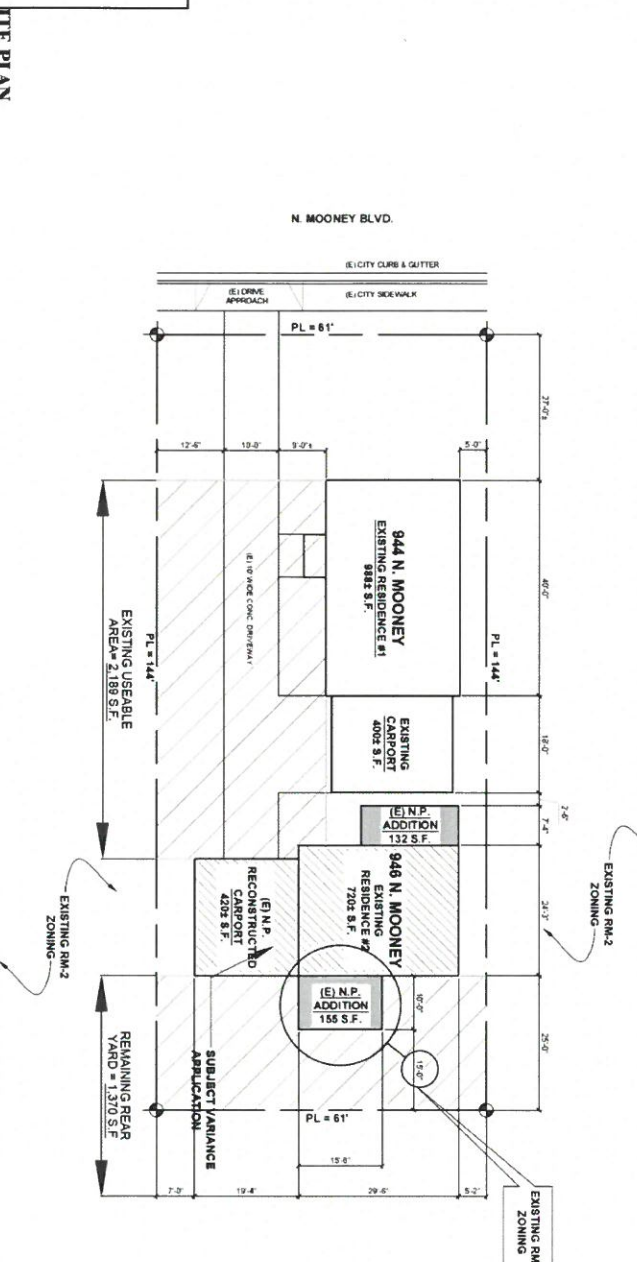 SITE PLAN
N. MOONEY BLVD.
(E) CITY CURB & GUTTER
(E) DRIVE
APPROACH
(E) CITY SIDEWALK
PL = 61'
27'-0"±
12'-6"
10'-0"
9'-0"±
5'-0"
944 N. MOONEY
EXISTING RESIDENCE #1
988± S.F.
40'-0"
(E) 10' WIDE CONC. DRIVEWAY
PL = 144'
PL = 144'
EXISTING USEABLE
AREA= 2,189 S.F.
EXISTING
CARPORT
400± S.F.
18'-0"
2'-6"
7'-4"
(E) N.P.
ADDITION
132 S.F.
946 N. MOONEY
EXISTING
RESIDENCE #2
720± S.F.
24'-3"
(E) N.P.
RECONSTRUCTED
CARPORT
420± S.F.
EXISTING RM-2
ZONING
EXISTING RM-2
ZONING
(E) N.P.
ADDITION
155 S.F.
10'-0"
15'-0"
25'-0"
SUBJECT VARIANCE
APPLICATION
REMAINING REAR
YARD = 1,370 S.F
PL = 61'
15'-6"
7'-0"
19'-4"
29'-6"
5'-2"
EXISTING RM
ZONING